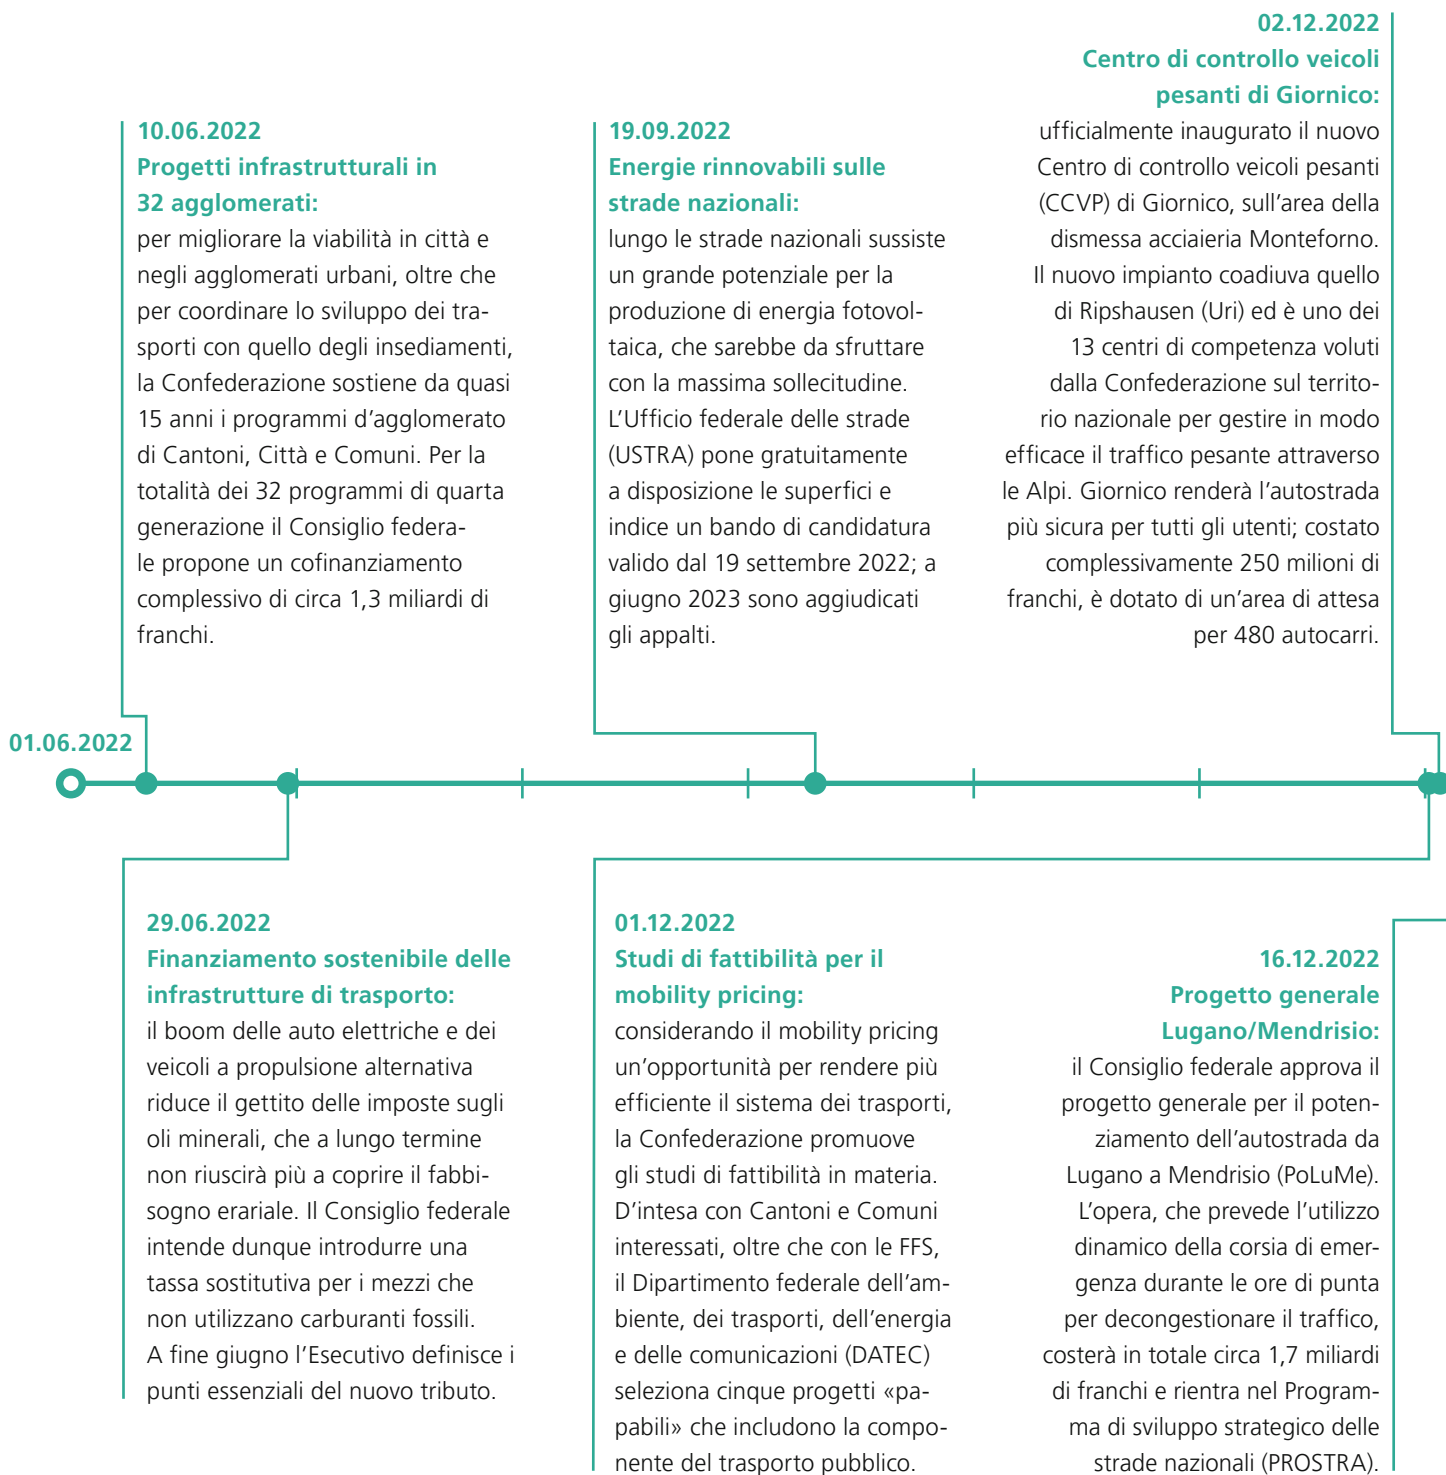 10.06.2022
Progetti infrastrutturali in
32 agglomerati:
per migliorare la viabilità in città e
negli agglomerati urbani, oltre che
per coordinare lo sviluppo dei tra-
sporti con quello degli insediamenti,
la Confederazione sostiene da quasi
15 anni i programmi d'agglomerato
di Cantoni, Città e Comuni. Per la
totalità dei 32 programmi di quarta
generazione il Consiglio federa-
le propone un cofinanziamento
complessivo di circa 1,3 miliardi di
franchi.
19.09.2022
Energie rinnovabili sulle
strade nazionali:
lungo le strade nazionali sussiste
un grande potenziale per la
produzione di energia fotovol-
taica, che sarebbe da sfruttare
con la massima sollecitudine.
L'Ufficio federale delle strade
(USTRA) pone gratuitamente
a disposizione le superfici e
indice un bando di candidatura
valido dal 19 settembre 2022; a
giugno 2023 sono aggiudicati
gli appalti.
02.12.2022
Centro di controllo veicoli
pesanti di Giornico:
ufficialmente inaugurato il nuovo
Centro di controllo veicoli pesanti
(CCVP) di Giornico, sull'area della
dismessa acciaieria Monteforno.
Il nuovo impianto coadiuva quello
di Ripshausen (Uri) ed è uno dei
13 centri di competenza voluti
dalla Confederazione sul territo-
rio nazionale per gestire in modo
efficace il traffico pesante attraverso
le Alpi. Giornico renderà l'autostrada
più sicura per tutti gli utenti; costato
complessivamente 250 milioni di
franchi, è dotato di un'area di attesa
per 480 autocarri.
01.06.2022
29.06.2022
Finanziamento sostenibile delle
infrastrutture di trasporto:
il boom delle auto elettriche e dei
veicoli a propulsione alternativa
riduce il gettito delle imposte sugli
oli minerali, che a lungo termine
non riuscirà più a coprire il fabbi-
sogno erariale. Il Consiglio federale
intende dunque introdurre una
tassa sostitutiva per i mezzi che
non utilizzano carburanti fossili.
A fine giugno l'Esecutivo definisce i
punti essenziali del nuovo tributo.
01.12.2022
Studi di fattibilità per il
mobility pricing:
considerando il mobility pricing
un'opportunità per rendere più
efficiente il sistema dei trasporti,
la Confederazione promuove
gli studi di fattibilità in materia.
D'intesa con Cantoni e Comuni
interessati, oltre che con le FFS,
il Dipartimento federale dell'am-
biente, dei trasporti, dell'energia
e delle comunicazioni (DATEC)
seleziona cinque progetti «pa-
pabili» che includono la compo-
nente del trasporto pubblico.
16.12.2022
Progetto generale
Lugano/Mendrisio:
il Consiglio federale approva il
progetto generale per il poten-
ziamento dell'autostrada da
Lugano a Mendrisio (PoLuMe).
L'opera, che prevede l'utilizzo
dinamico della corsia di emer-
genza durante le ore di punta
per decongestionare il traffico,
costerà in totale circa 1,7 miliardi
di franchi e rientra nel Program-
ma di sviluppo strategico delle
strade nazionali (PROSTRA).